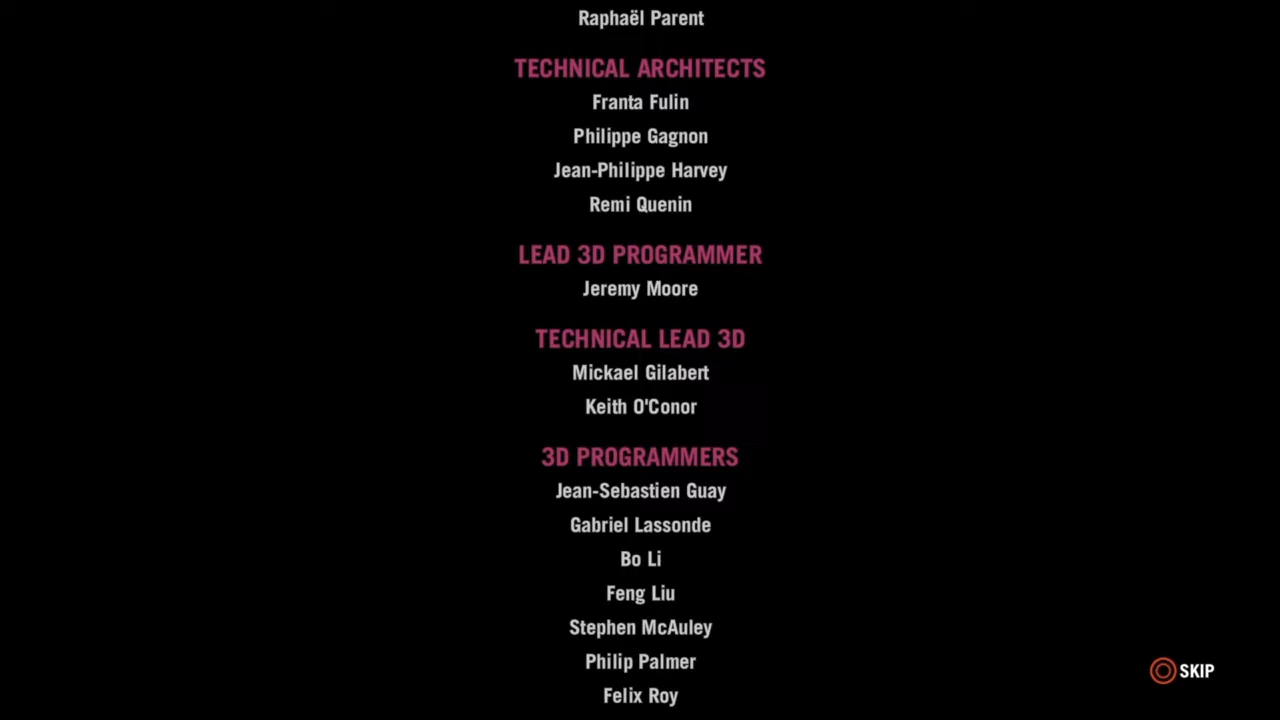 Raphaël Parent
TECHNICAL ARCHITECTS
Franta Fulin
Philippe Gagnon
Jean-Philippe Harvey
Remi Quenin
LEAD 3D PROGRAMMER
Jeremy Moore
TECHNICAL LEAD 3D
Mickael Gilabert
Keith O'Conor
3D PROGRAMMERS
Jean-Sebastien Guay
Gabriel Lassonde
Bo Li
Feng Liu
Stephen McAuley
Philip Palmer
SKIP
Felix Roy